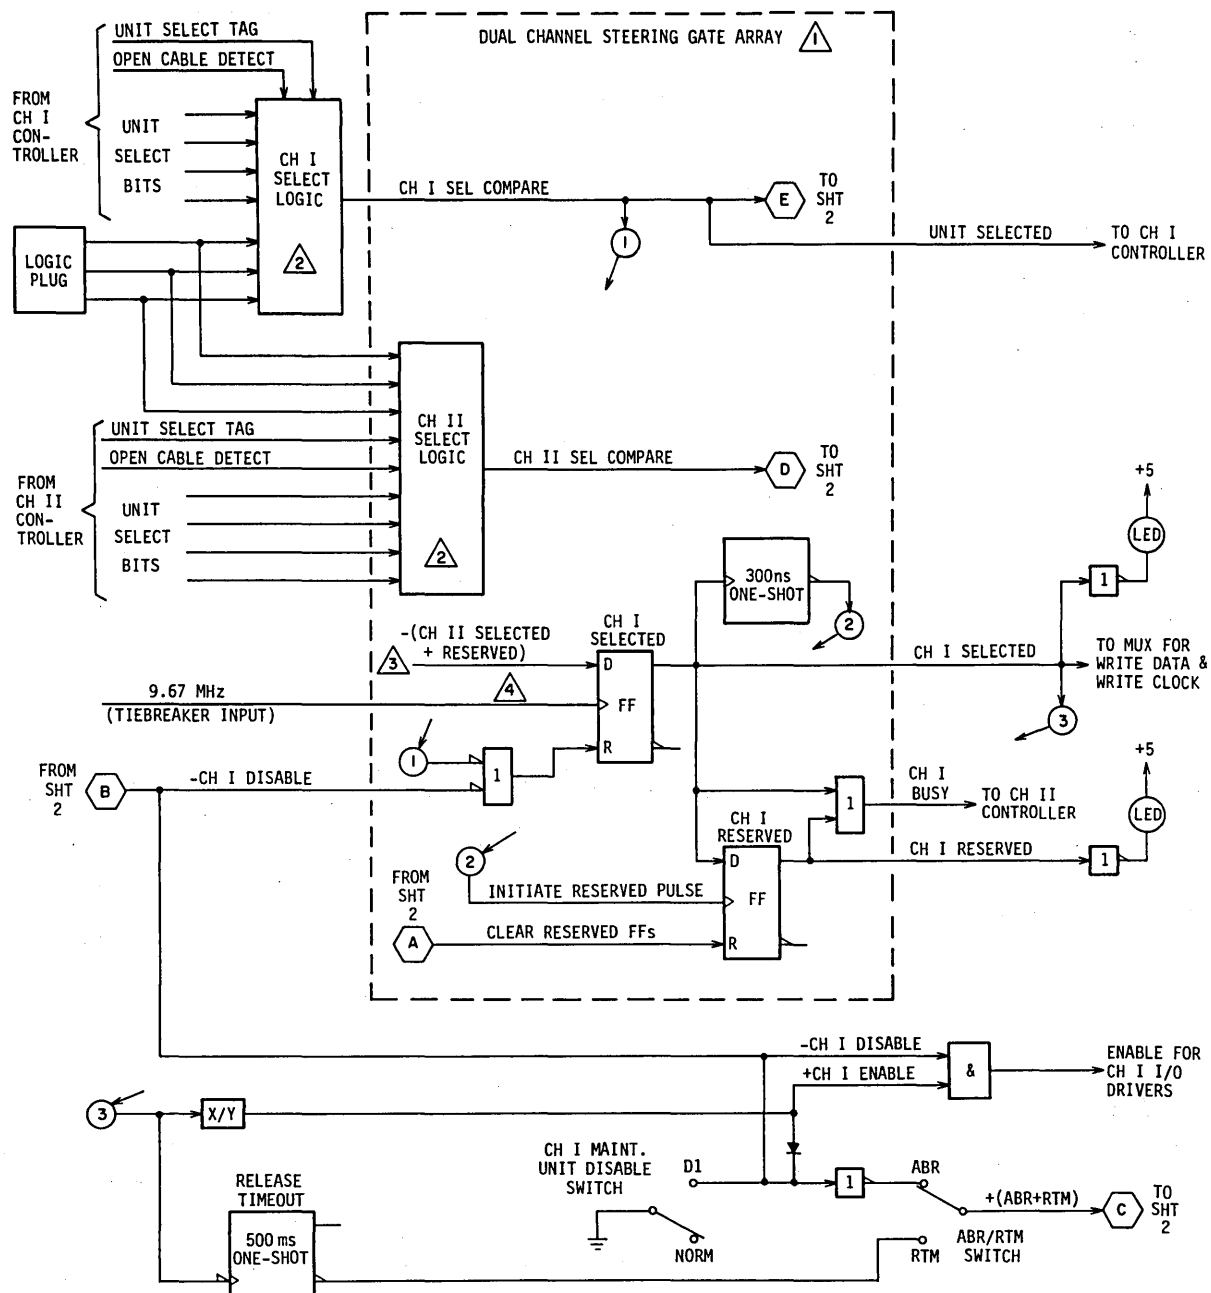 UNIT SELECT TAG
OPEN CABLE DETECT
DUAL CHANNEL STEERING GATE ARRAY
1
FROM
CH I
CON-
TROLLER
UNIT
SELECT
BITS
CH I
SELECT
LOGIC
2
CH I SEL COMPARE
1
E
TO
SHT
2
UNIT SELECTED
TO CH I
CONTROLLER
LOGIC
PLUG
CH II
SELECT
LOGIC
2
UNIT SELECT TAG
OPEN CABLE DETECT
FROM
CH II
CON-
TROLLER
UNIT
SELECT
BITS
CH II SEL COMPARE
D
TO
SHT
2
+5
LED
1
300ns
ONE-SHOT
2
-(CH II SELECTED
+ RESERVED)
3
4
CH I
SELECTED
D
FF
R
9.67 MHz
(TIEBREAKER INPUT)
CH I SELECTED
TO MUX FOR
WRITE DATA &
WRITE CLOCK
3
1
1
FROM
SHT
2
B
-CH I DISABLE
1
CH I
BUSY
TO CH II
CONTROLLER
+5
LED
CH I
RESERVED
D
FF
R
CH I RESERVED
1
2
INITIATE RESERVED PULSE
FROM
SHT
2
A
CLEAR RESERVED FFs
-CH I DISABLE
+CH I ENABLE
&
ENABLE FOR
CH I I/O
DRIVERS
3
X/Y
CH I MAINT.
UNIT DISABLE
SWITCH
D1
NORM
1
ABR
RTM
+(ABR+RTM)
ABR/RTM
SWITCH
C
TO
SHT
2
RELEASE
TIMEOUT
500 ms
ONE-SHOT